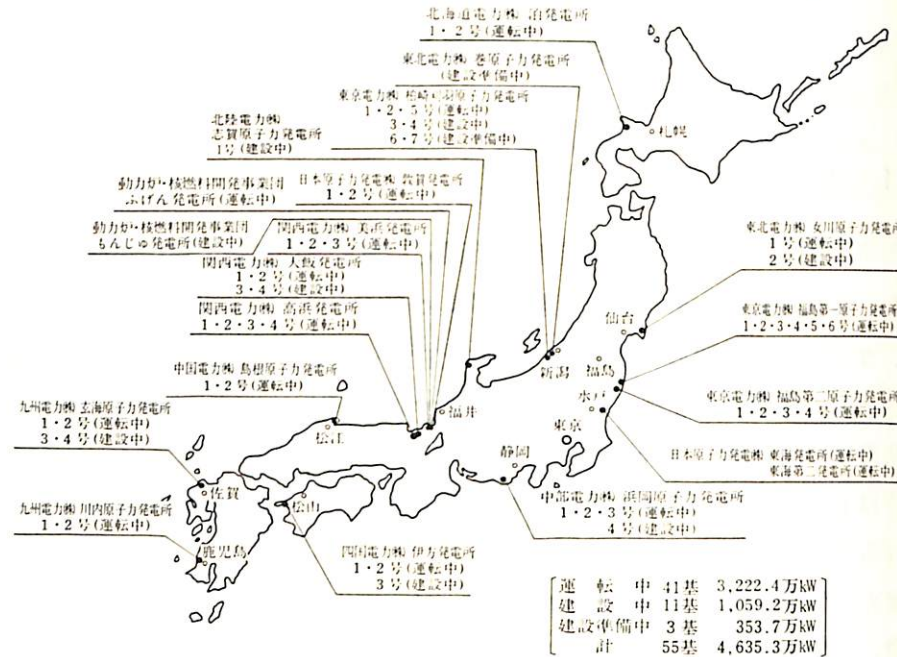 北海道電力㈱ 泊発電所
1・2号(運転中)
東北電力㈱ 巻原子力発電所
(建設準備中)
東京電力㈱ 柏崎刈羽原子力発電所
1・2・5号(運転中)
3・4号(建設中)
6・7号(建設準備中)
北陸電力㈱
志賀原子力発電所
1号(建設中)
動力炉・核燃料開発事業団
ふげん発電所(運転中)
日本原子力発電㈱ 敦賀発電所
1・2号(運転中)
動力炉・核燃料開発事業団
もんじゅ発電所(建設中)
関西電力㈱ 美浜発電所
1・2・3号(運転中)
関西電力㈱ 大飯発電所
1・2号(運転中)
3・4号(建設中)
関西電力㈱ 高浜発電所
1・2・3・4号(運転中)
中国電力㈱ 島根原子力発電所
1・2号(運転中)
九州電力㈱ 玄海原子力発電所
1・2号(運転中)
3・4号(建設中)
九州電力㈱ 川内原子力発電所
1・2号(運転中)
四国電力㈱ 伊方発電所
1・2号(運転中)
3号(建設中)
東北電力㈱ 女川原子力発電所
1号(運転中)
2号(建設中)
東京電力㈱ 福島第一原子力発電所
1・2・3・4・5・6号(運転中)
東京電力㈱ 福島第二原子力発電所
1・2・3・4号(運転中)
日本原子力発電㈱ 東海発電所(運転中)
東海第二発電所(運転中)
中部電力㈱ 浜岡原子力発電所
1・2・3号(運転中)
4号(建設中)
札幌
仙台
新潟
福島
水戸
東京
静岡
福井
松江
松山
佐賀
鹿児島
運転中 41基 3,222.4万kW
建設中 11基 1,059.2万kW
建設準備中 3基 353.7万kW
計 55基 4,635.3万kW